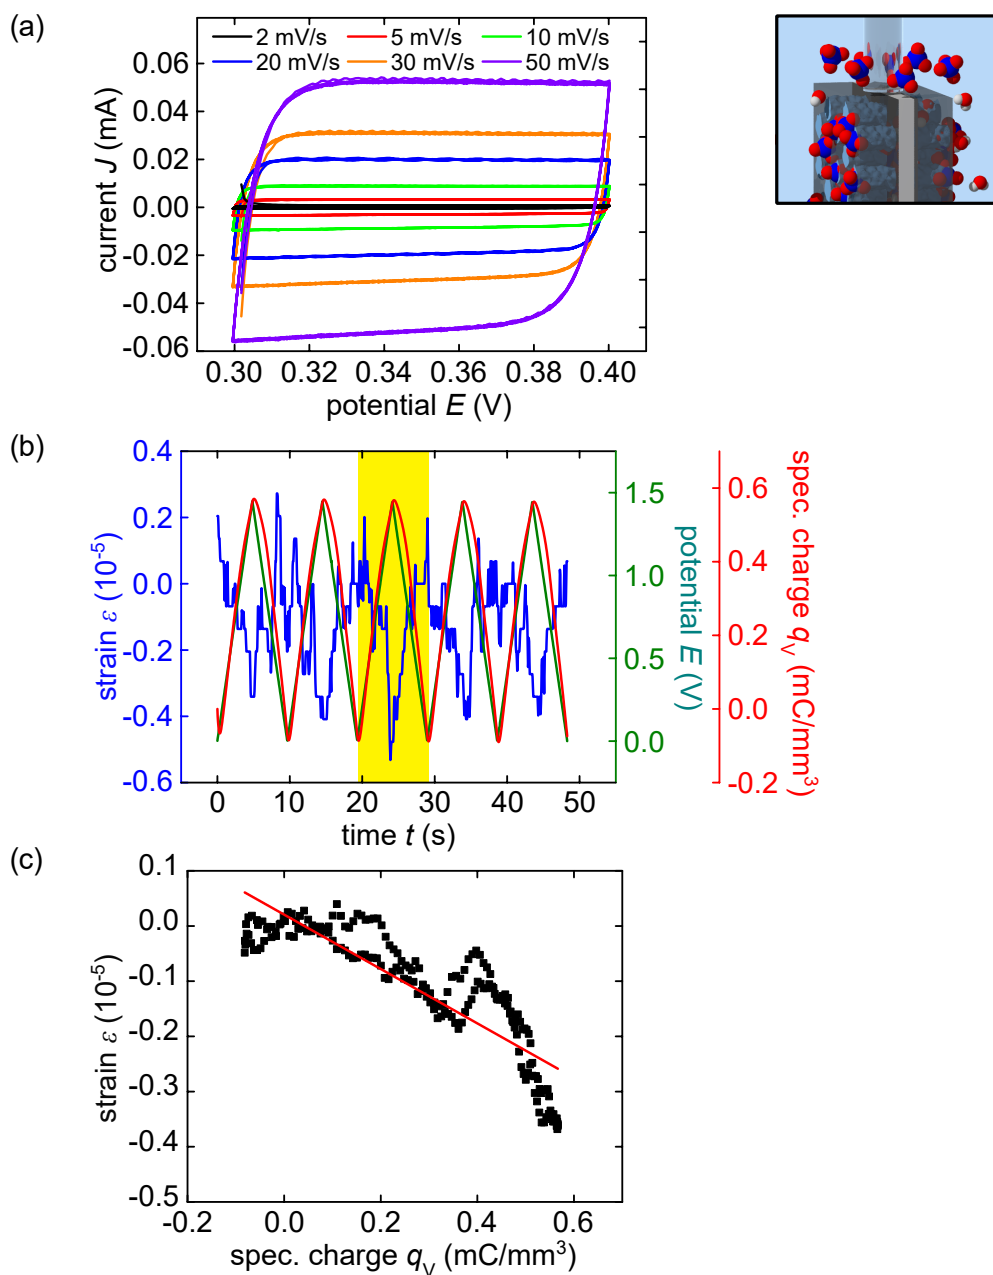 (a)
2 mV/s 5 mV/s 10 mV/s
20 mV/s 30 mV/s 50 mV/s
0.06
0.04
0.02
0.00
-0.02
-0.04
-0.06
current J (mA)
0.30 0.32 0.34 0.36 0.38 0.40
potential E (V)
(b)
0.4
0.2
0.0
-0.2
-0.4
-0.6
strain ε (10⁻⁵)
1.5
1.0
0.5
0.0
potential E (V)
0.6
0.4
0.2
0.0
-0.2
spec. charge qV (mC/mm³)
0 10 20 30 40 50
time t (s)
(c)
0.1
0.0
-0.1
-0.2
-0.3
-0.4
-0.5
strain ε (10⁻⁵)
-0.2 0.0 0.2 0.4 0.6
spec. charge qV (mC/mm³)